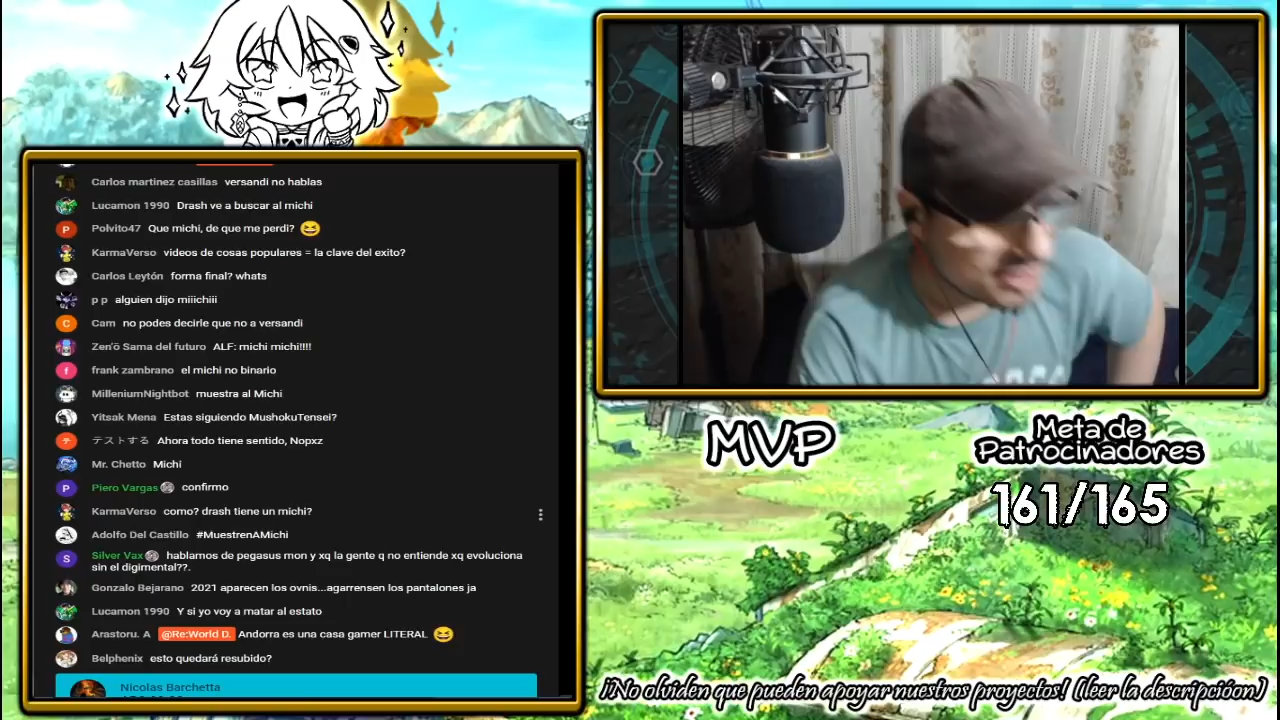 Carlos martinez casillas versandi no hablas
Lucamon 1990 Drash ve a buscar al michi
P Polvito47 Que michi, de que me perdi? 😆
KarmaVerso videos de cosas populares = la clave del exito?
Carlos Leytón forma final? whats
p p alguien dijo miiichiii
C Cam no podes decirle que no a versandi
Zen'ō Sama del futuro ALF: michi michi!!!!
f frank zambrano el michi no binario
MilleniumNightbot muestra al Michi
Yitsak Mena Estas siguiendo MushokuTensei?
テ テストする Ahora todo tiene sentido, Nopxz
Mr. Chetto Michi
P Piero Vargas confirmo
KarmaVerso como? drash tiene un michi?
Adolfo Del Castillo #MuestrenAMichi
S Silver Vax hablamos de pegasus mon y xq la gente q no entiende xq evoluciona
sin el digimental??.
Gonzalo Bejarano 2021 aparecen los ovnis...agarrensen los pantalones ja
Lucamon 1990 Y si yo voy a matar al estato
Arastoru. A @Re:World D. Andorra es una casa gamer LITERAL 😆
Belphenix esto quedará resubido?
Nicolas Barchetta
MVP
Meta de
Patrocinadores
161/165
¡¡No olviden que pueden apoyar nuestros proyectos! (leer la descripcióon)